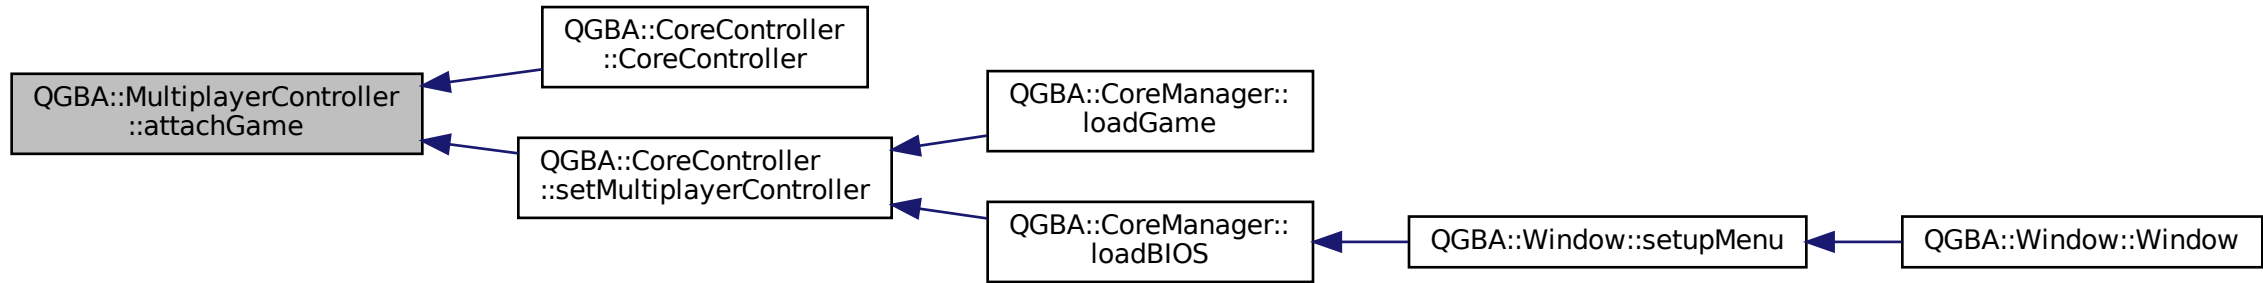 QGBA::MultiplayerController
::attachGame
QGBA::CoreController
::CoreController
QGBA::CoreController
::setMultiplayerController
QGBA::CoreManager::
loadGame
QGBA::CoreManager::
loadBIOS
QGBA::Window::setupMenu
QGBA::Window::Window